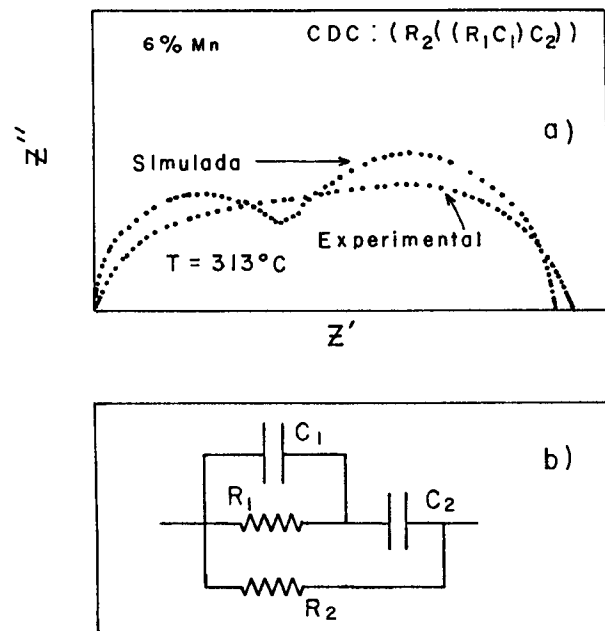 6% Mn
CDC: (R2((R1C1)C2))
a)
Z''
Simulada
Experimental
T = 313°C
Z'
b)
C1
R1
C2
R2